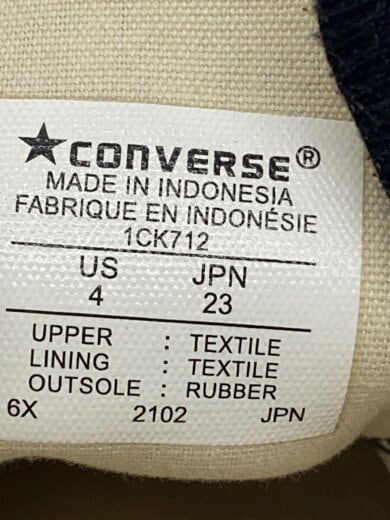 ★CONVERSE®
MADE IN INDONESIA
FABRIQUE EN INDONÉSIE
1CK712
US JPN
4 23
UPPER : TEXTILE
LINING : TEXTILE
OUTSOLE : RUBBER
6X 2102 JPN